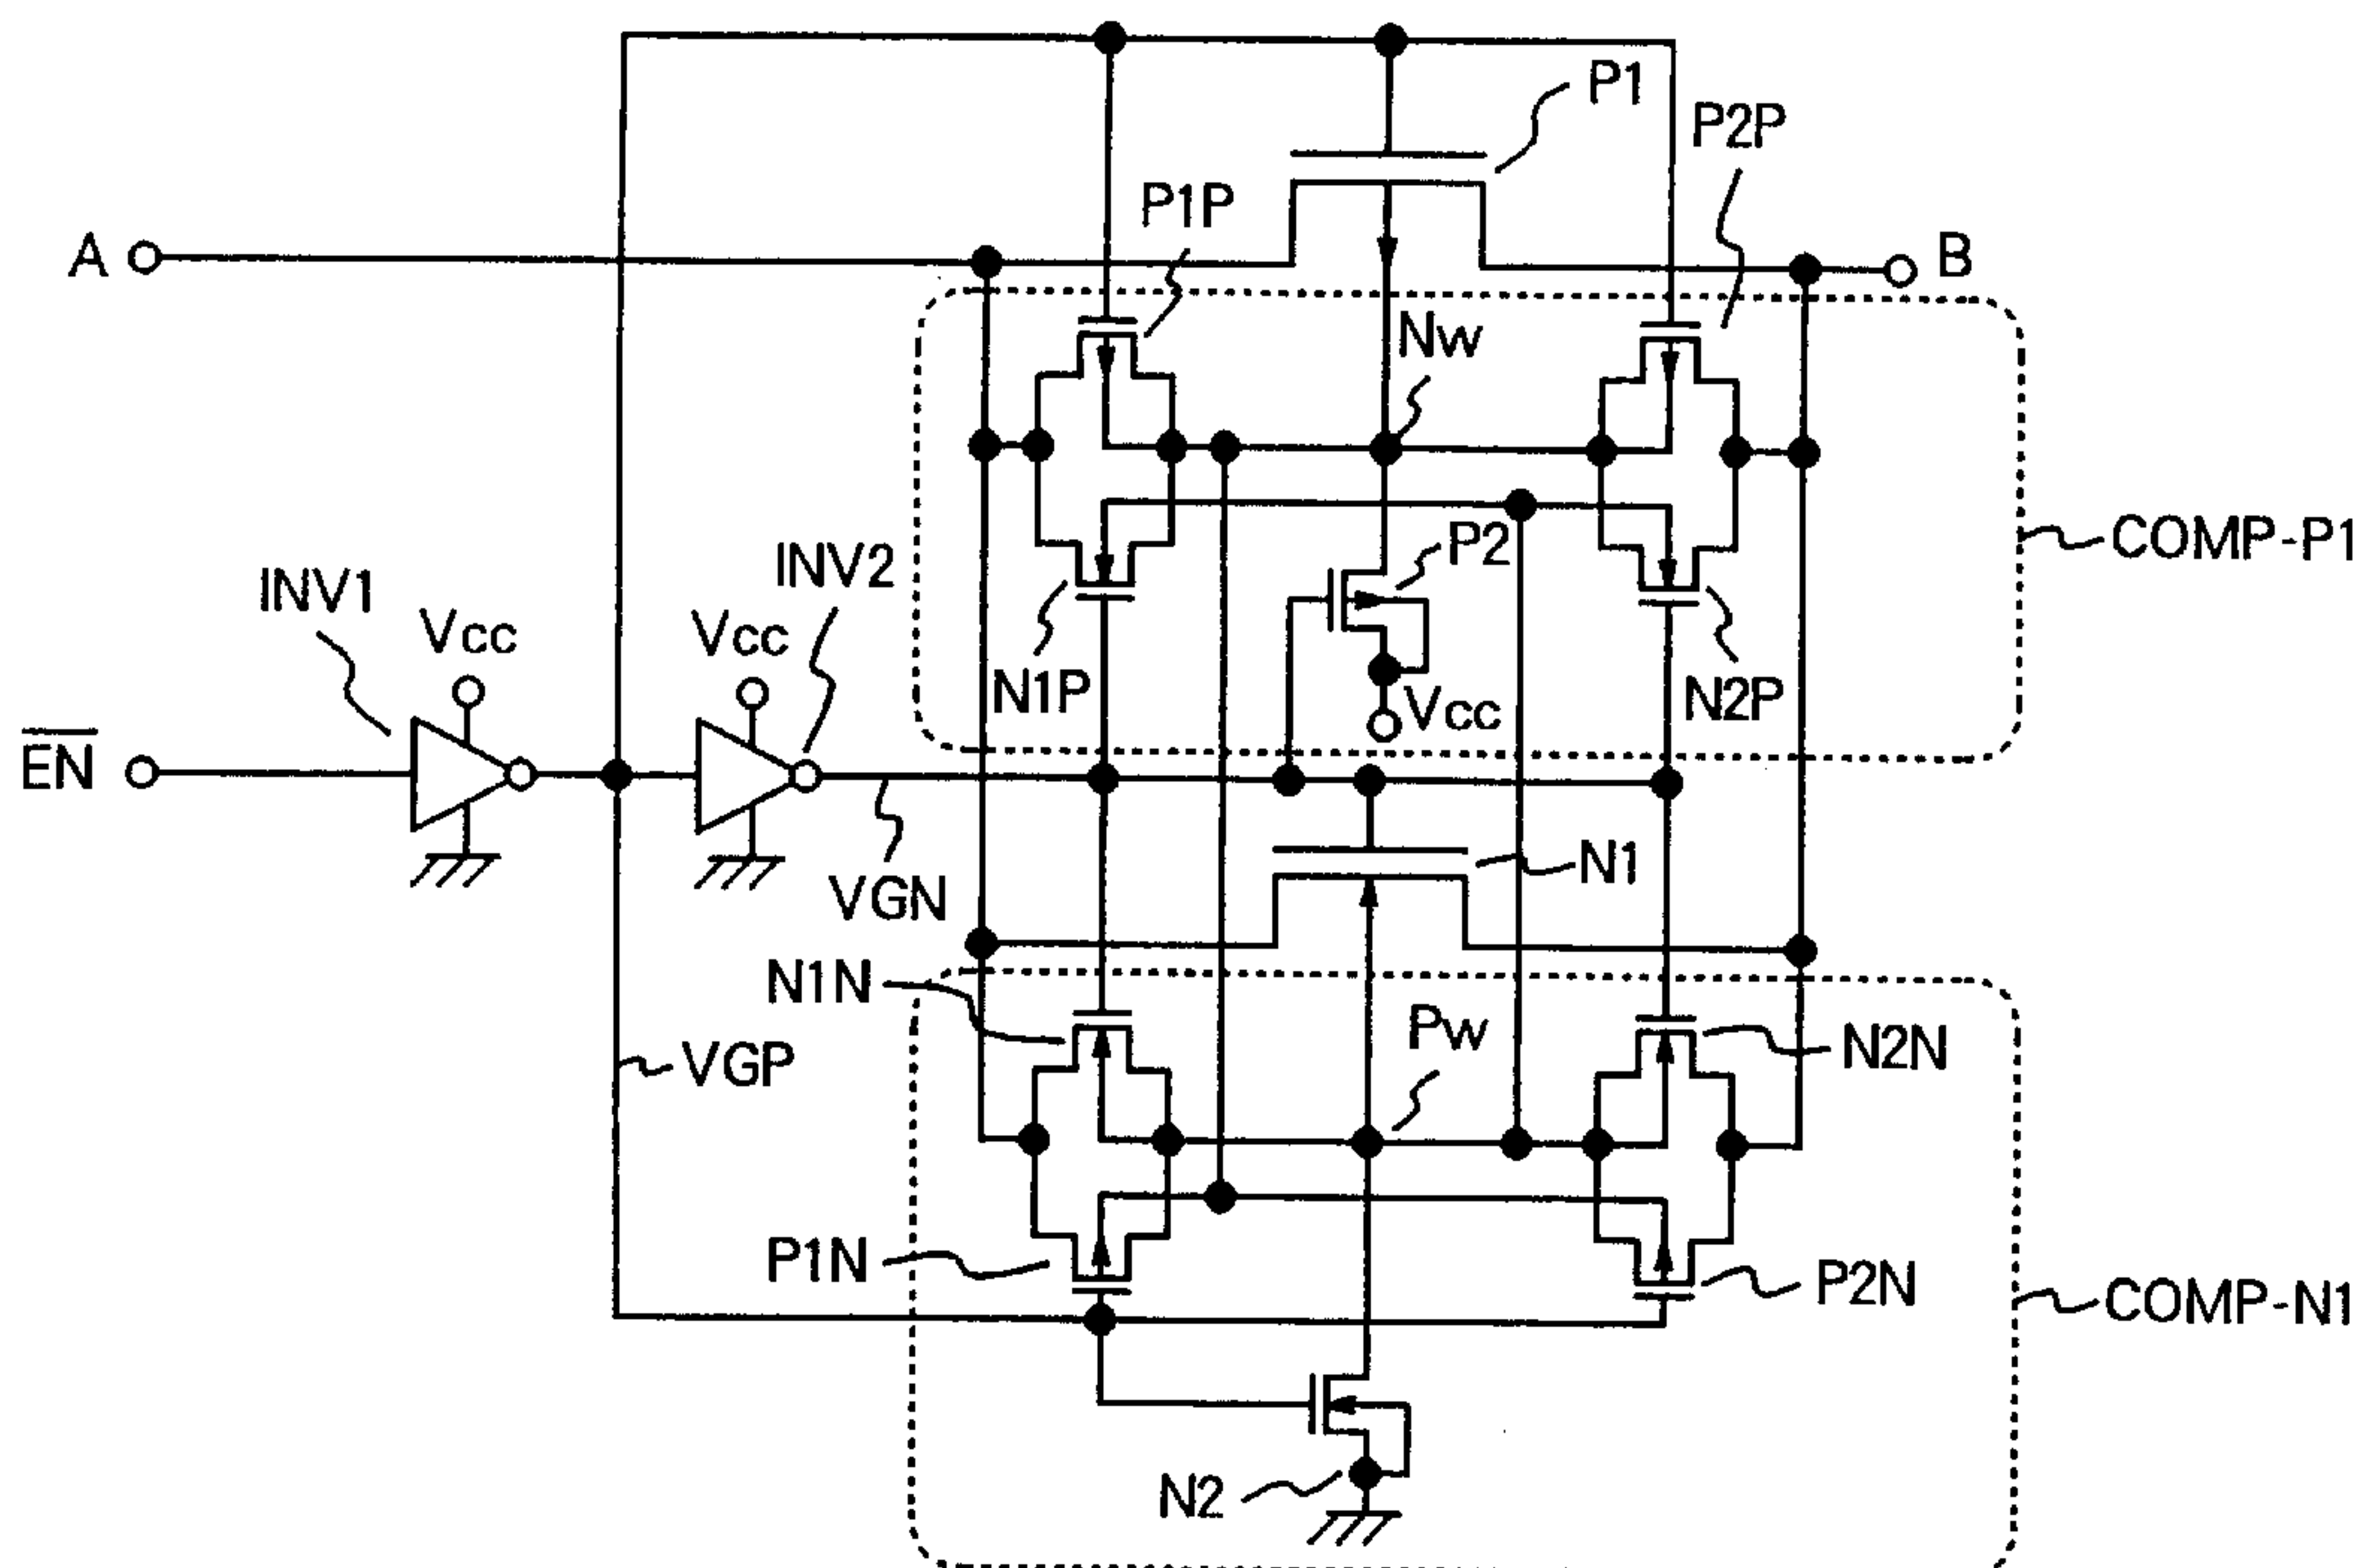 P1
P2P
P1P
A
B
Nw
P2
COMP-P1
INV1
INV2
Vcc
Vcc
N1P
N2P
Vcc
EN
N1
VGN
N1N
Pw
N2N
VGP
P1N
P2N
COMP-N1
N2